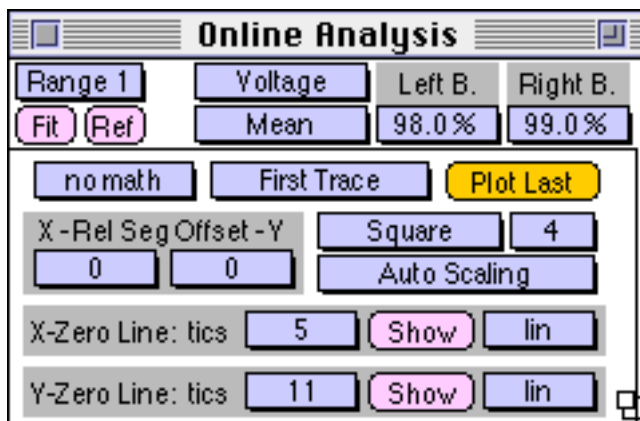 Online Analysis
Range 1 Voltage Left B. Right B.
Fit Ref Mean 98.0% 99.0%
no math First Trace Plot Last
X-Rel Seg Offset-Y Square 4
0 0 Auto Scaling
X-Zero Line: tics 5 Show lin
Y-Zero Line: tics 11 Show lin